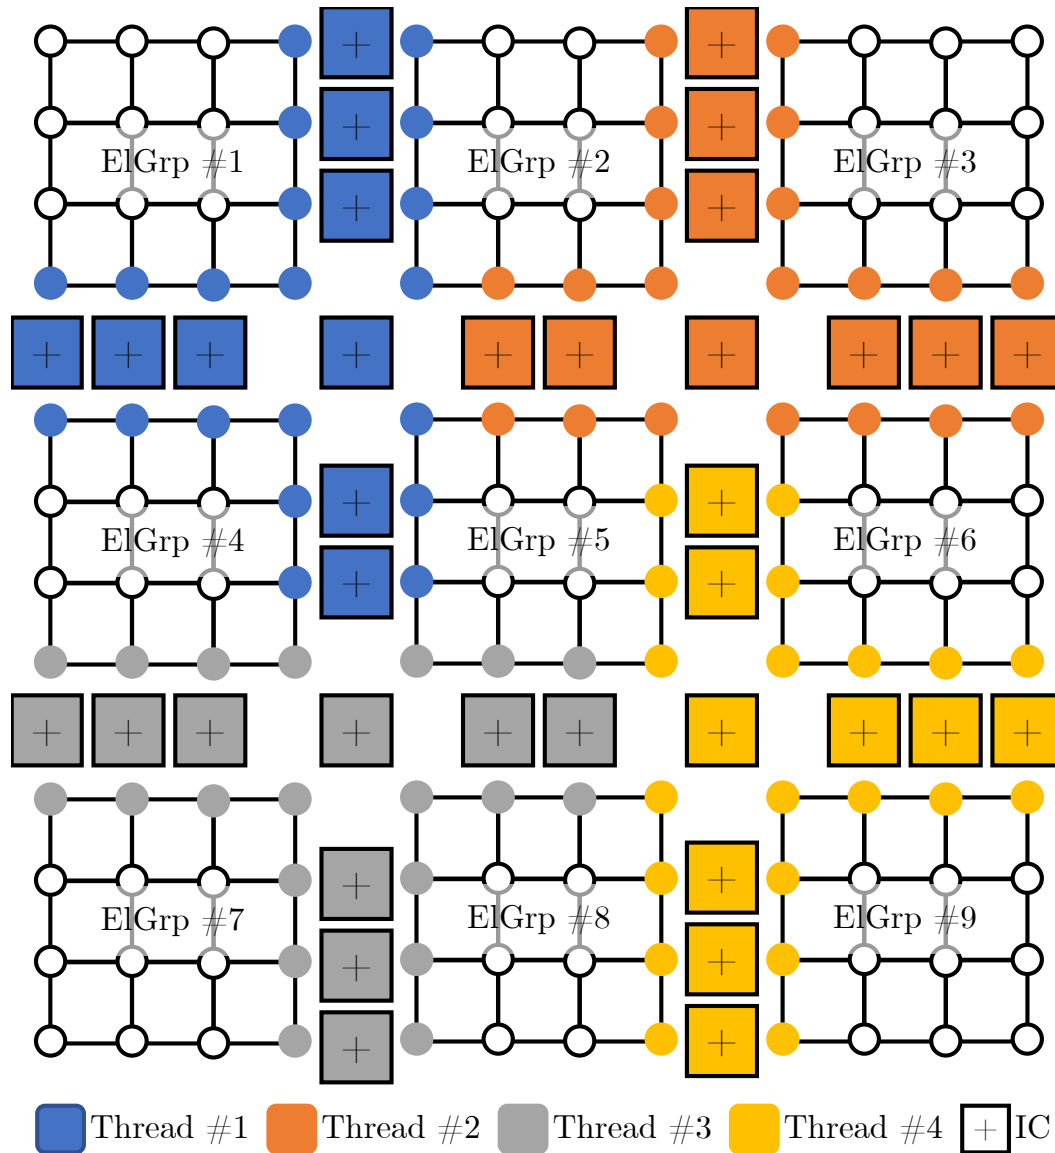 + +
+ +
ElGrp #1 ElGrp #2 ElGrp #3
+ +
+ + + + + + + + + +
+ +
ElGrp #4 ElGrp #5 ElGrp #6
+ +
+ + + + + + + + + +
+ +
ElGrp #7 ElGrp #8 ElGrp #9
+ +
+ +
Thread #1 Thread #2 Thread #3 Thread #4 + IC